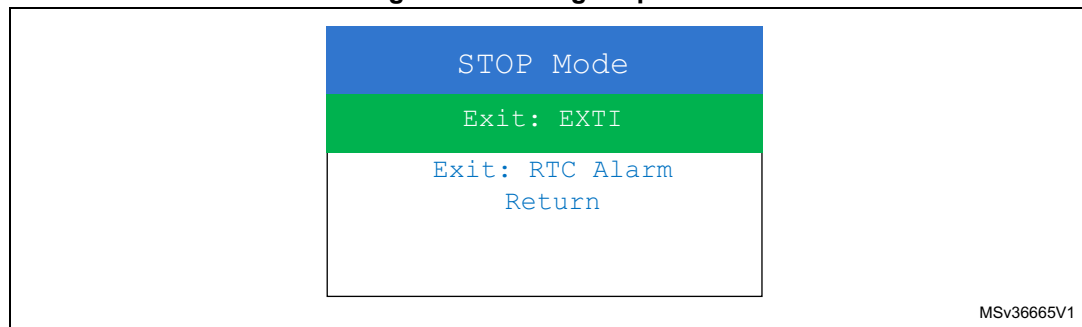 STOP Mode
Exit: EXTI
Exit: RTC Alarm
Return
MSv36665V1